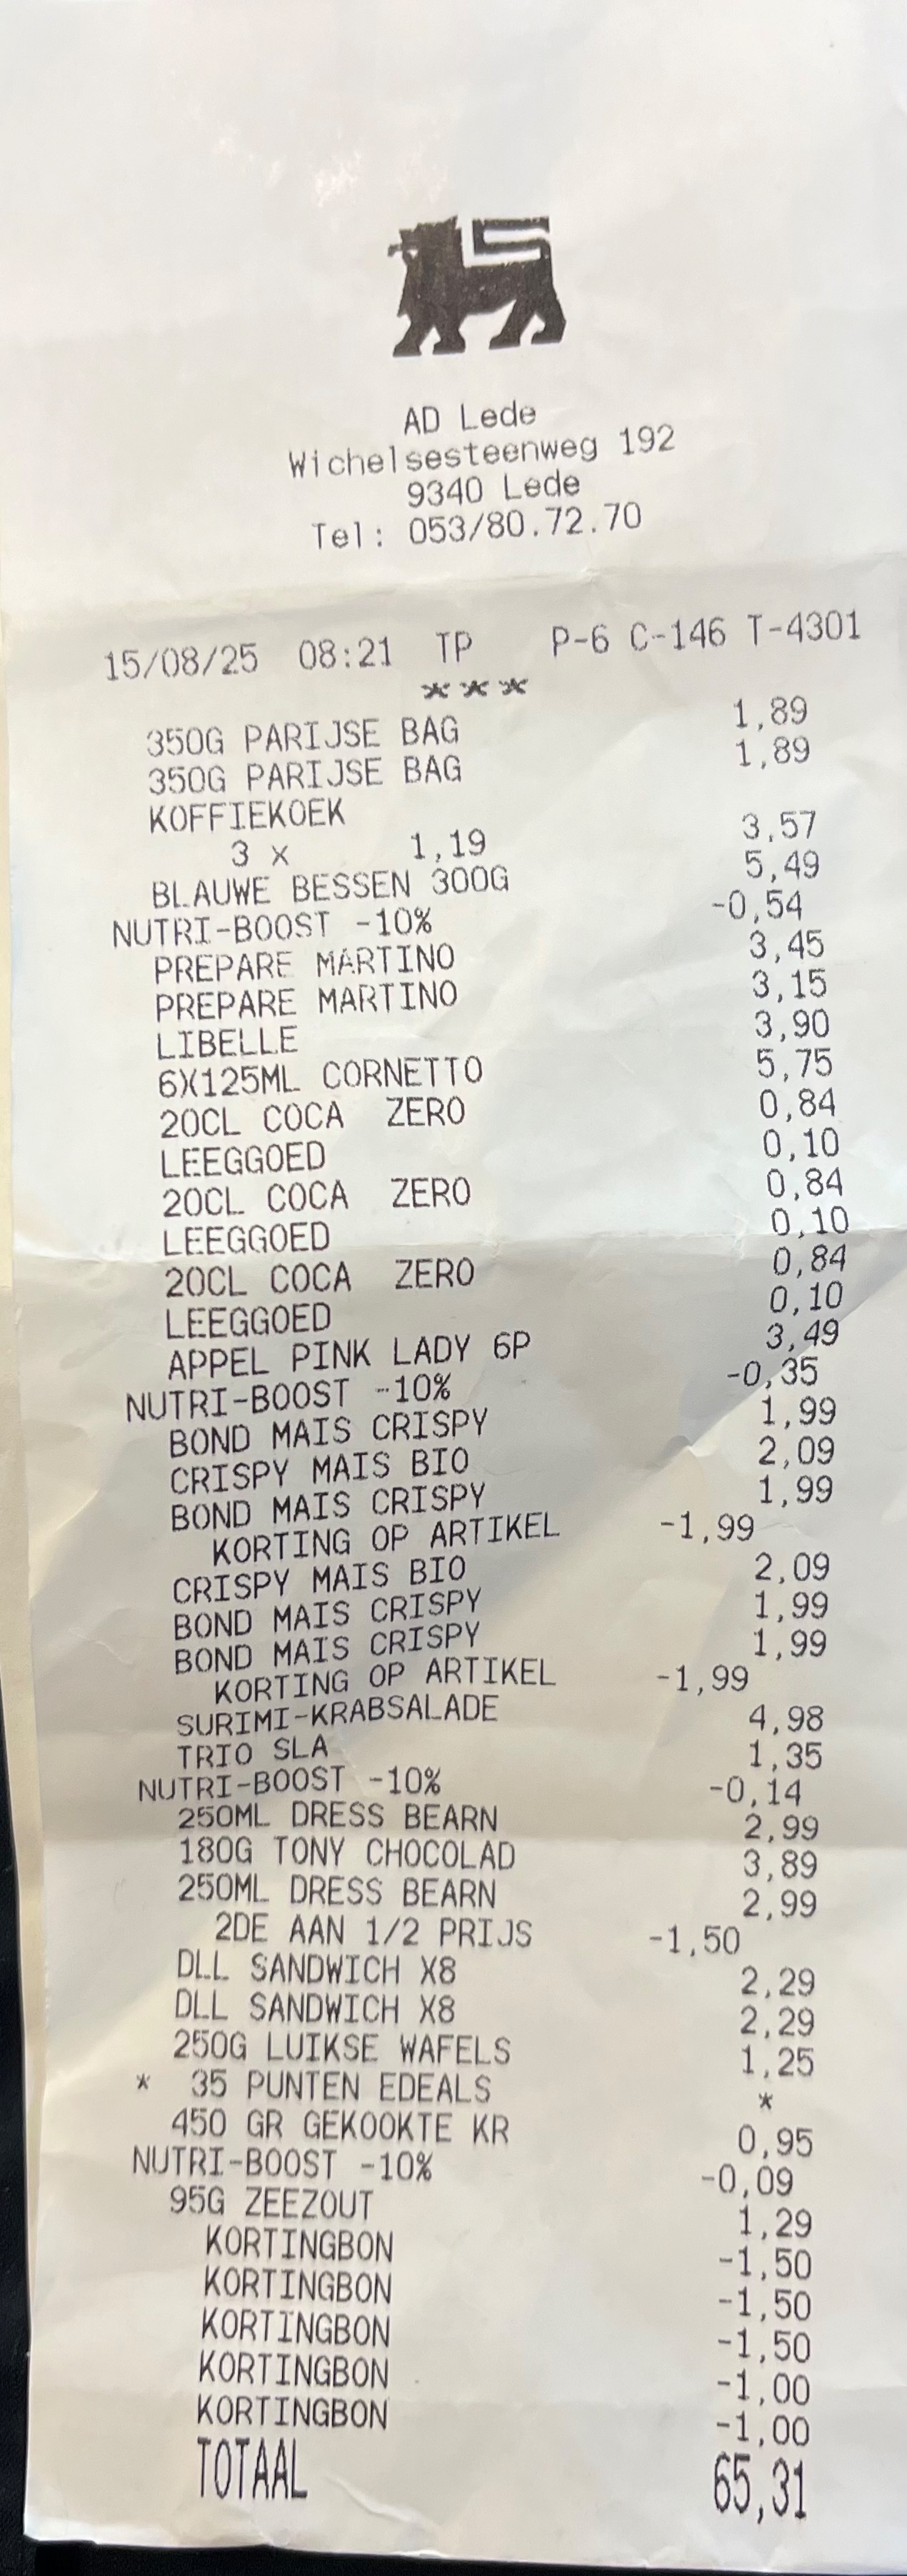 AD Lede
Wichelsesteenweg 192
9340 Lede
Tel: 053/80.72.70
15/08/25 08:21 TP P-6 C-146 T-4301
***
350G PARIJSE BAG 1,89
350G PARIJSE BAG 1,89
KOFFIEKOEK
3 x 1,19 3,57
BLAUWE BESSEN 300G 5,49
NUTRI-BOOST -10% -0,54
PREPARE MARTINO 3,45
PREPARE MARTINO 3,15
LIBELLE 3,90
6X125ML CORNETTO 5,75
20CL COCA ZERO 0,84
LEEGGOED 0,10
20CL COCA ZERO 0,84
LEEGGOED 0,10
20CL COCA ZERO 0,84
LEEGGOED 0,10
APPEL PINK LADY 6P 3,49
NUTRI-BOOST -10% -0,35
BOND MAIS CRISPY 1,99
CRISPY MAIS BIO 2,09
BOND MAIS CRISPY 1,99
KORTING OP ARTIKEL -1,99
CRISPY MAIS BIO 2,09
BOND MAIS CRISPY 1,99
BOND MAIS CRISPY 1,99
KORTING OP ARTIKEL -1,99
SURIMI-KRABSALADE 4,98
TRIO SLA 1,35
NUTRI-BOOST -10% -0,14
250ML DRESS BEARN 2,99
180G TONY CHOCOLAD 3,89
250ML DRESS BEARN 2,99
2DE AAN 1/2 PRIJS -1,50
DLL SANDWICH X8 2,29
DLL SANDWICH X8 2,29
250G LUIKSE WAFELS 1,25
* 35 PUNTEN EDEALS *
450 GR GEKOOKTE KR 0,95
NUTRI-BOOST -10% -0,09
95G ZEEZOUT 1,29
KORTINGBON -1,50
KORTINGBON -1,50
KORTINGBON -1,50
KORTINGBON -1,00
KORTINGBON -1,00
TOTAAL 65,31